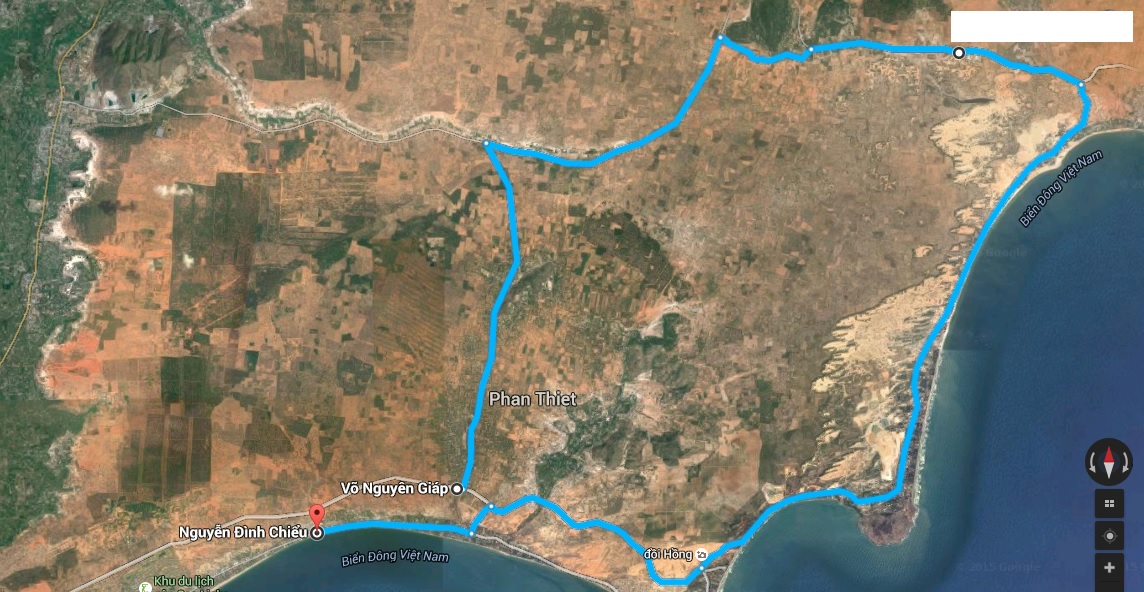 Biển Đông Việt Nam
Google
Phan Thiet
Võ Nguyên Giáp
Nguyễn Đình Chiểu
Biển Đông Việt Nam
đồi Hồng
Khu du lịch
© 2015 Google